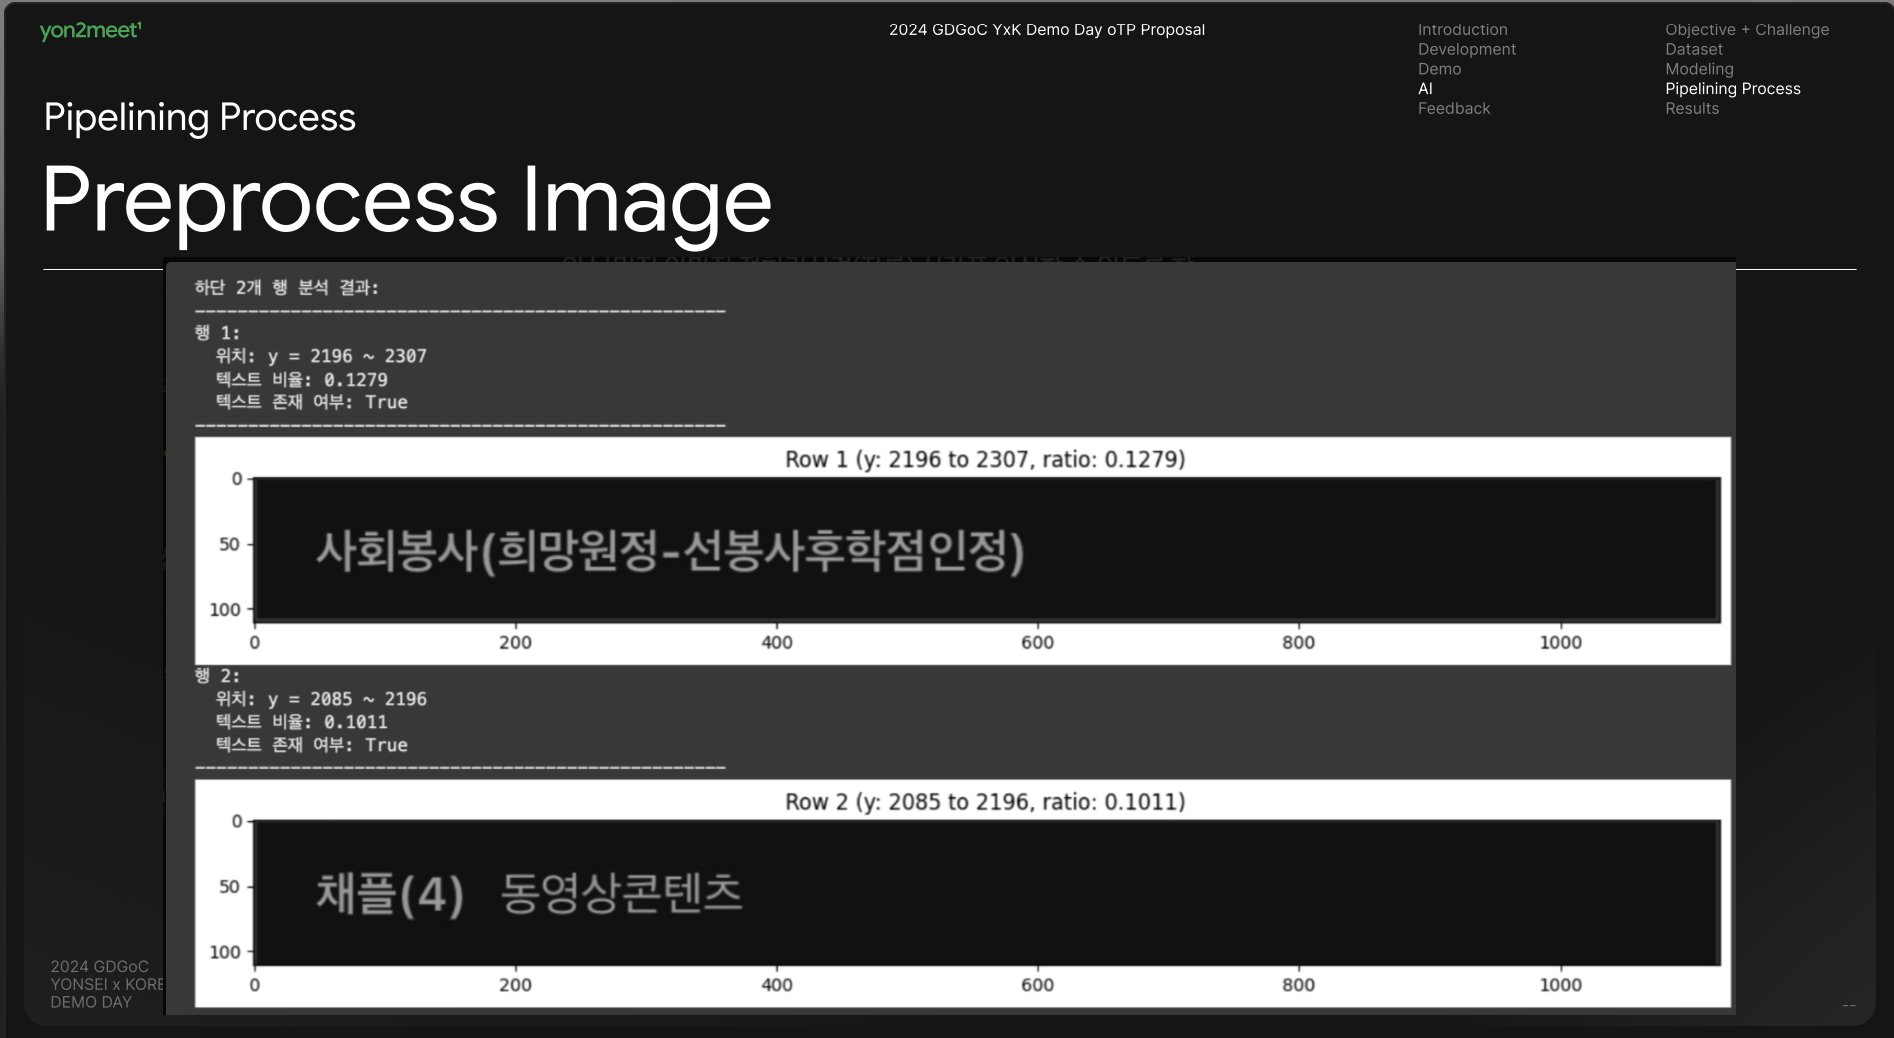 yon2meet¹
2024 GDGoC YxK Demo Day oTP Proposal
Introduction
Development
Demo
AI
Feedback
Objective + Challenge
Dataset
Modeling
Pipelining Process
Results
Pipelining Process
Preprocess Image
하단 2개 행 분석 결과:
--------------------------------------------------
행 1:
위치: y = 2196 ~ 2307
텍스트 비율: 0.1279
텍스트 존재 여부: True
--------------------------------------------------
Row 1 (y: 2196 to 2307, ratio: 0.1279)
0
50
100
사회봉사(희망원정-선봉사후학점인정)
0 200 400 600 800 1000
행 2:
위치: y = 2085 ~ 2196
텍스트 비율: 0.1011
텍스트 존재 여부: True
--------------------------------------------------
Row 2 (y: 2085 to 2196, ratio: 0.1011)
0
50
100
채플(4) 동영상콘텐츠
0 200 400 600 800 1000
2024 GDGoC
YONSEI x KORE
DEMO DAY
--